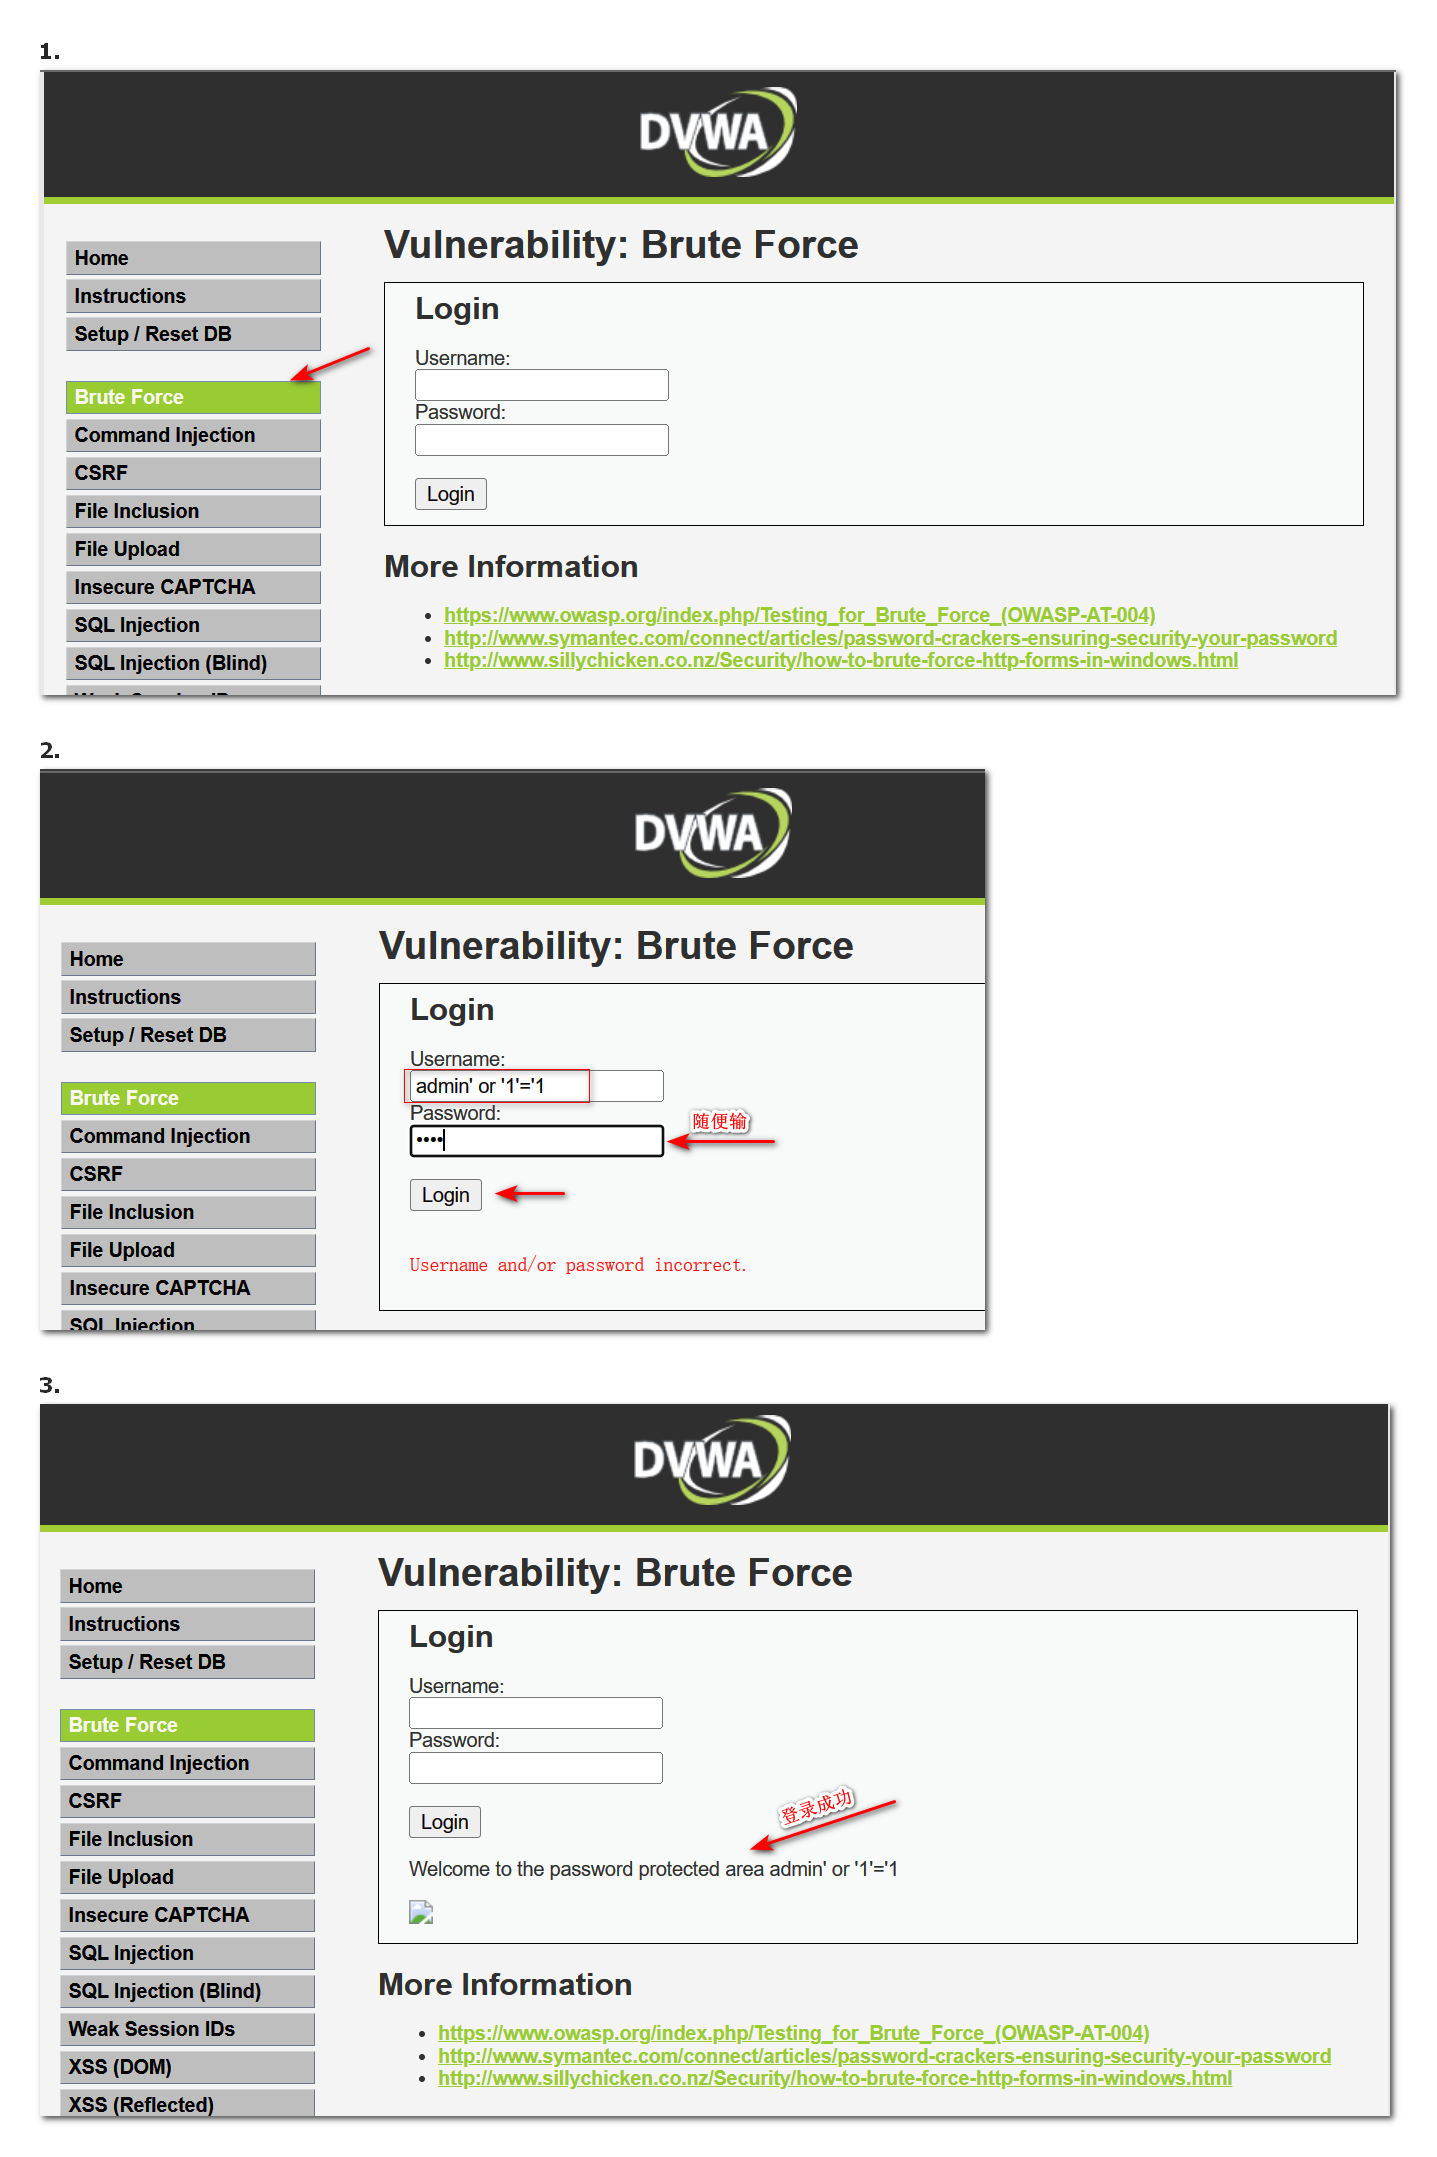 1.
DVWA
Vulnerability: Brute Force
Home
Instructions
Setup / Reset DB
Brute Force
Command Injection
CSRF
File Inclusion
File Upload
Insecure CAPTCHA
SQL Injection
SQL Injection (Blind)
Login
Username:
Password:
Login
More Information
https://www.owasp.org/index.php/Testing_for_Brute_Force_(OWASP-AT-004)
http://www.symantec.com/connect/articles/password-crackers-ensuring-security-your-password
http://www.sillychicken.co.nz/Security/how-to-brute-force-http-forms-in-windows.html
2.
DVWA
Vulnerability: Brute Force
Home
Instructions
Setup / Reset DB
Brute Force
Command Injection
CSRF
File Inclusion
File Upload
Insecure CAPTCHA
SQL Injection
Login
Username:
admin' or '1'='1
Password:
随便输
••••
Login
Username and/or password incorrect.
3.
DVWA
Vulnerability: Brute Force
Home
Instructions
Setup / Reset DB
Brute Force
Command Injection
CSRF
File Inclusion
File Upload
Insecure CAPTCHA
SQL Injection
SQL Injection (Blind)
Weak Session IDs
XSS (DOM)
XSS (Reflected)
Login
Username:
Password:
Login
登录成功
Welcome to the password protected area admin' or '1'='1
More Information
https://www.owasp.org/index.php/Testing_for_Brute_Force_(OWASP-AT-004)
http://www.symantec.com/connect/articles/password-crackers-ensuring-security-your-password
http://www.sillychicken.co.nz/Security/how-to-brute-force-http-forms-in-windows.html